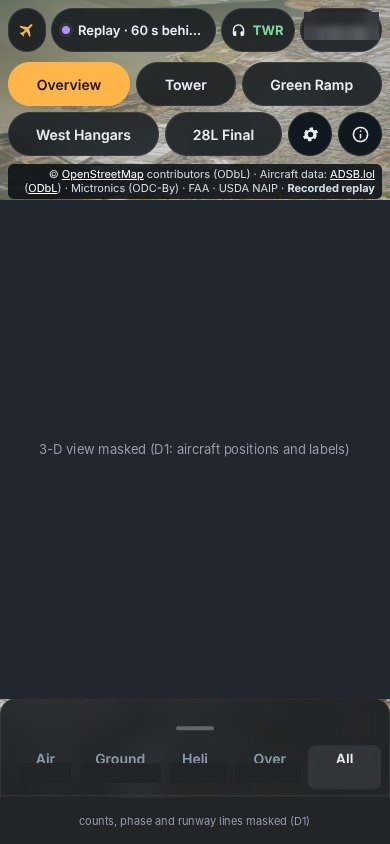 Replay · 60 s behi...
TWR
Overview
Tower
Green Ramp
West Hangars
28L Final
© OpenStreetMap contributors (ODbL) · Aircraft data: ADSB.lol
(ODbL) · Mictronics (ODC-By) · FAA · USDA NAIP · Recorded replay
3-D view masked (D1: aircraft positions and labels)
Air
Ground
Heli
Over
All
counts, phase and runway lines masked (D1)